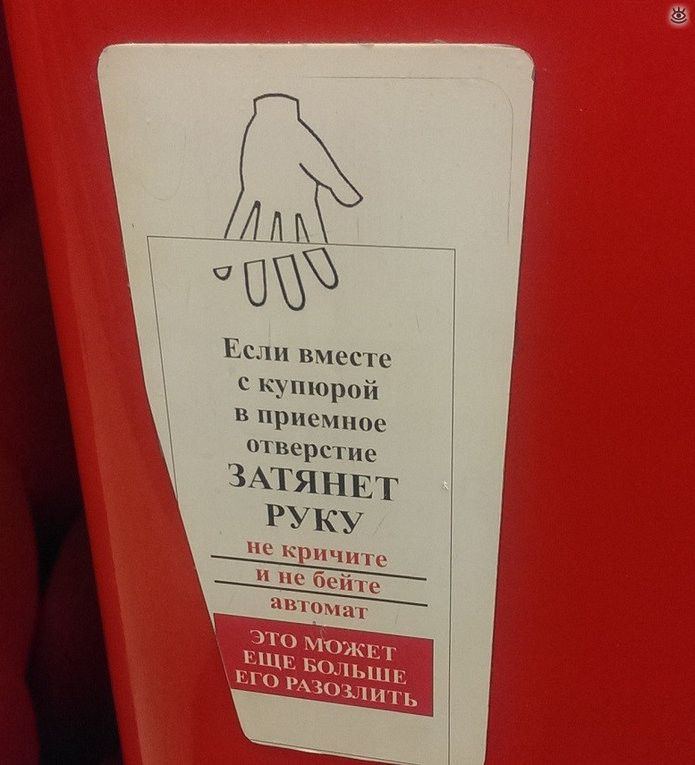 Если вместе
с купюрой
в приемное
отверстие
ЗАТЯНЕТ
РУКУ
не кричите
и не бейте
автомат
ЭТО МОЖЕТ
ЕЩЕ БОЛЬШЕ
ЕГО РАЗОЗЛИТЬ